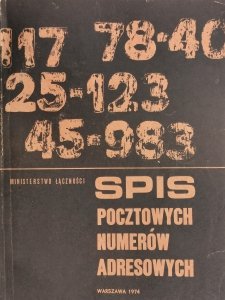 117 78-40
25-123
45-983
MINISTERSTWO ŁĄCZNOŚCI
SPIS
POCZTOWYCH
NUMERÓW
ADRESOWYCH
WARSZAWA 1974